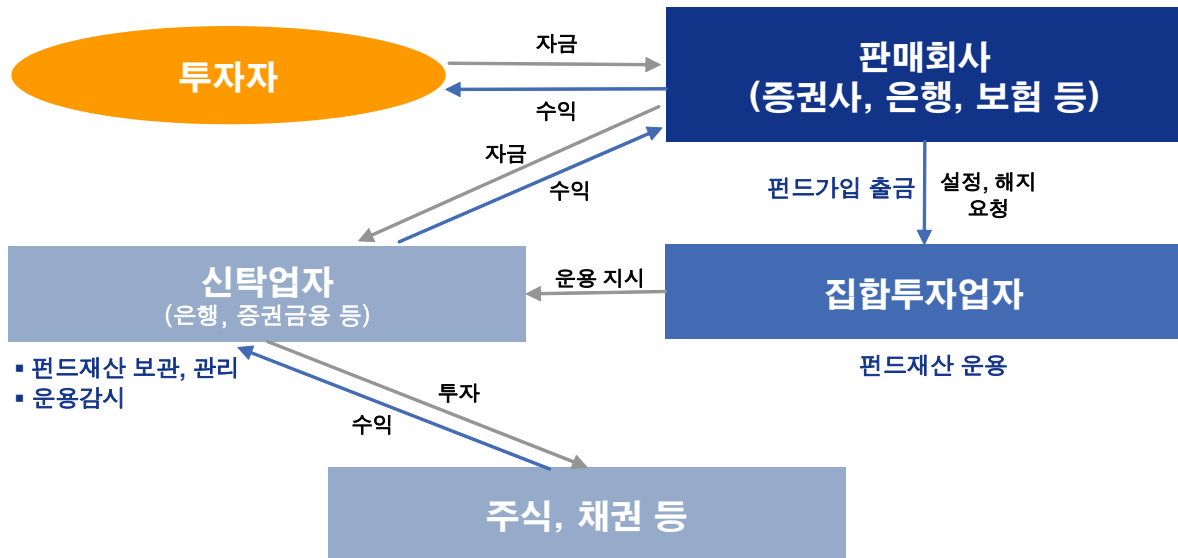 투자자
자금
수익
판매회사
(증권사, 은행, 보험 등)
자금
수익
펀드가입 출금
설정, 해지
요청
신탁업자
(은행, 증권금융 등)
운용 지시
집합투자업자
▪ 펀드재산 보관, 관리
▪ 운용감시
펀드재산 운용
투자
수익
주식, 채권 등